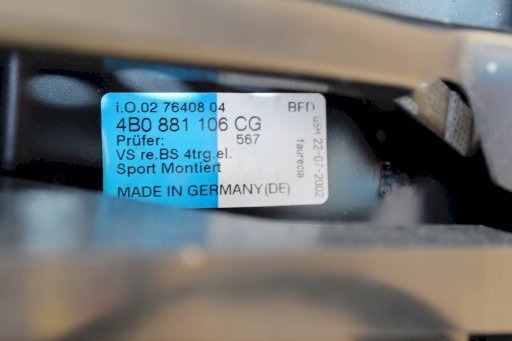 i.O.02 76408 04 BFD
4B0 881 106 CG
Prüfer: 567
VS re.BS 4trg.el.
Sport Montiert
MADE IN GERMANY(DE)
GSH 22-07-2002
faurecia